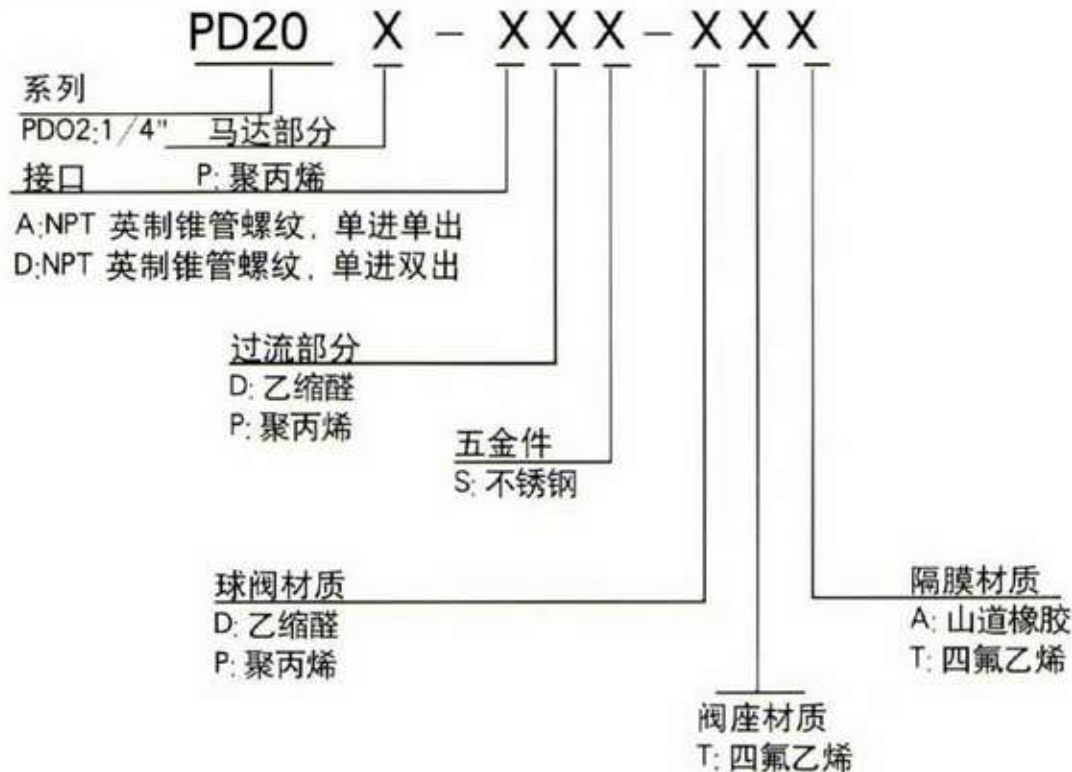 PD20 X - X X X - X X X
系列
PD02:1/4" 马达部分
接口 P: 聚丙烯
A:NPT 英制锥管螺纹, 单进单出
D:NPT 英制锥管螺纹, 单进双出
过流部分
D: 乙缩醛
P: 聚丙烯
五金件
S: 不锈钢
球阀材质
D: 乙缩醛
P: 聚丙烯
隔膜材质
A: 山道橡胶
T: 四氟乙烯
阀座材质
T: 四氟乙烯